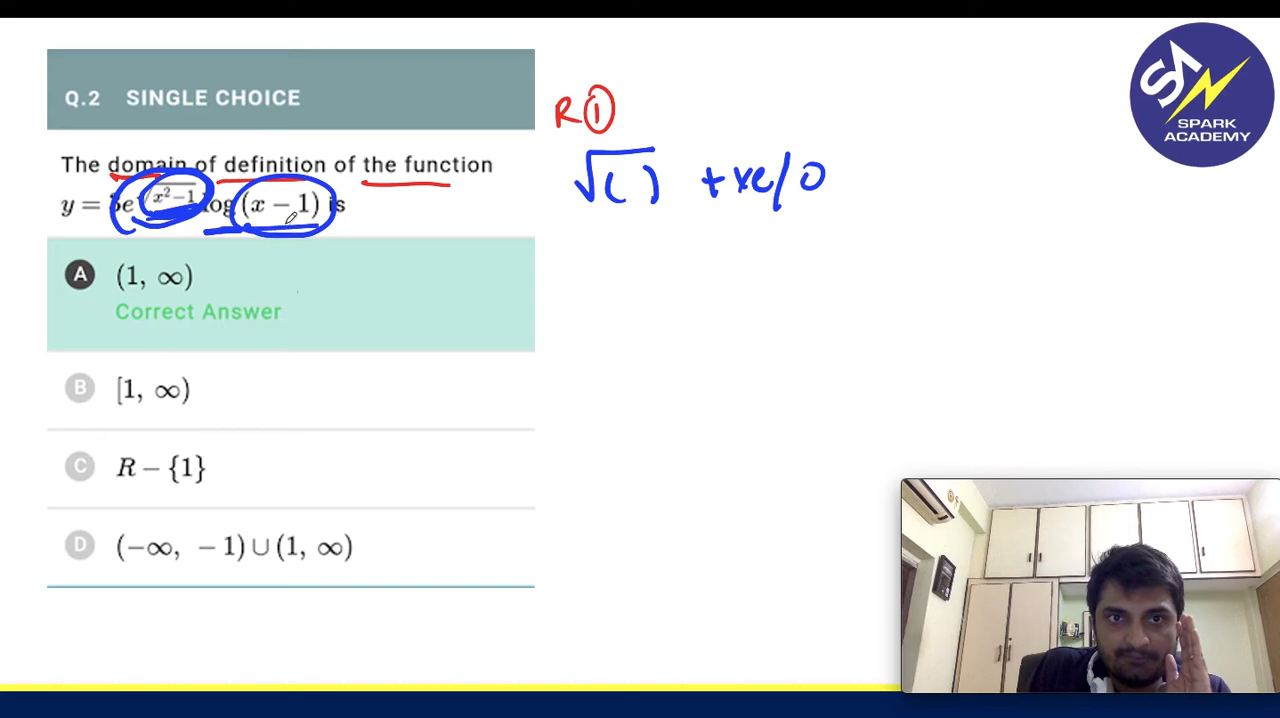 SPARK
ACADEMY
Q.2 SINGLE CHOICE
The domain of definition of the function
y = 3e^{√(x² − 1)} log (x − 1) is
A (1, ∞)
Correct Answer
B [1, ∞)
C R − {1}
D (−∞, − 1) ∪ (1, ∞)
R ①
√( ) +ve/0